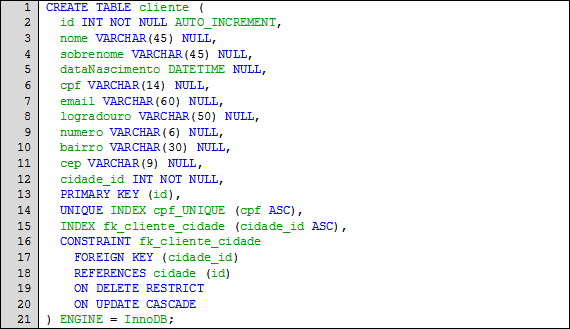 1 CREATE TABLE cliente (
2 id INT NOT NULL AUTO_INCREMENT,
3 nome VARCHAR(45) NULL,
4 sobrenome VARCHAR(45) NULL,
5 dataNascimento DATETIME NULL,
6 cpf VARCHAR(14) NULL,
7 email VARCHAR(60) NULL,
8 logradouro VARCHAR(50) NULL,
9 numero VARCHAR(6) NULL,
10 bairro VARCHAR(30) NULL,
11 cep VARCHAR(9) NULL,
12 cidade_id INT NOT NULL,
13 PRIMARY KEY (id),
14 UNIQUE INDEX cpf_UNIQUE (cpf ASC),
15 INDEX fk_cliente_cidade (cidade_id ASC),
16 CONSTRAINT fk_cliente_cidade
17 FOREIGN KEY (cidade_id)
18 REFERENCES cidade (id)
19 ON DELETE RESTRICT
20 ON UPDATE CASCADE
21 ) ENGINE = InnoDB;